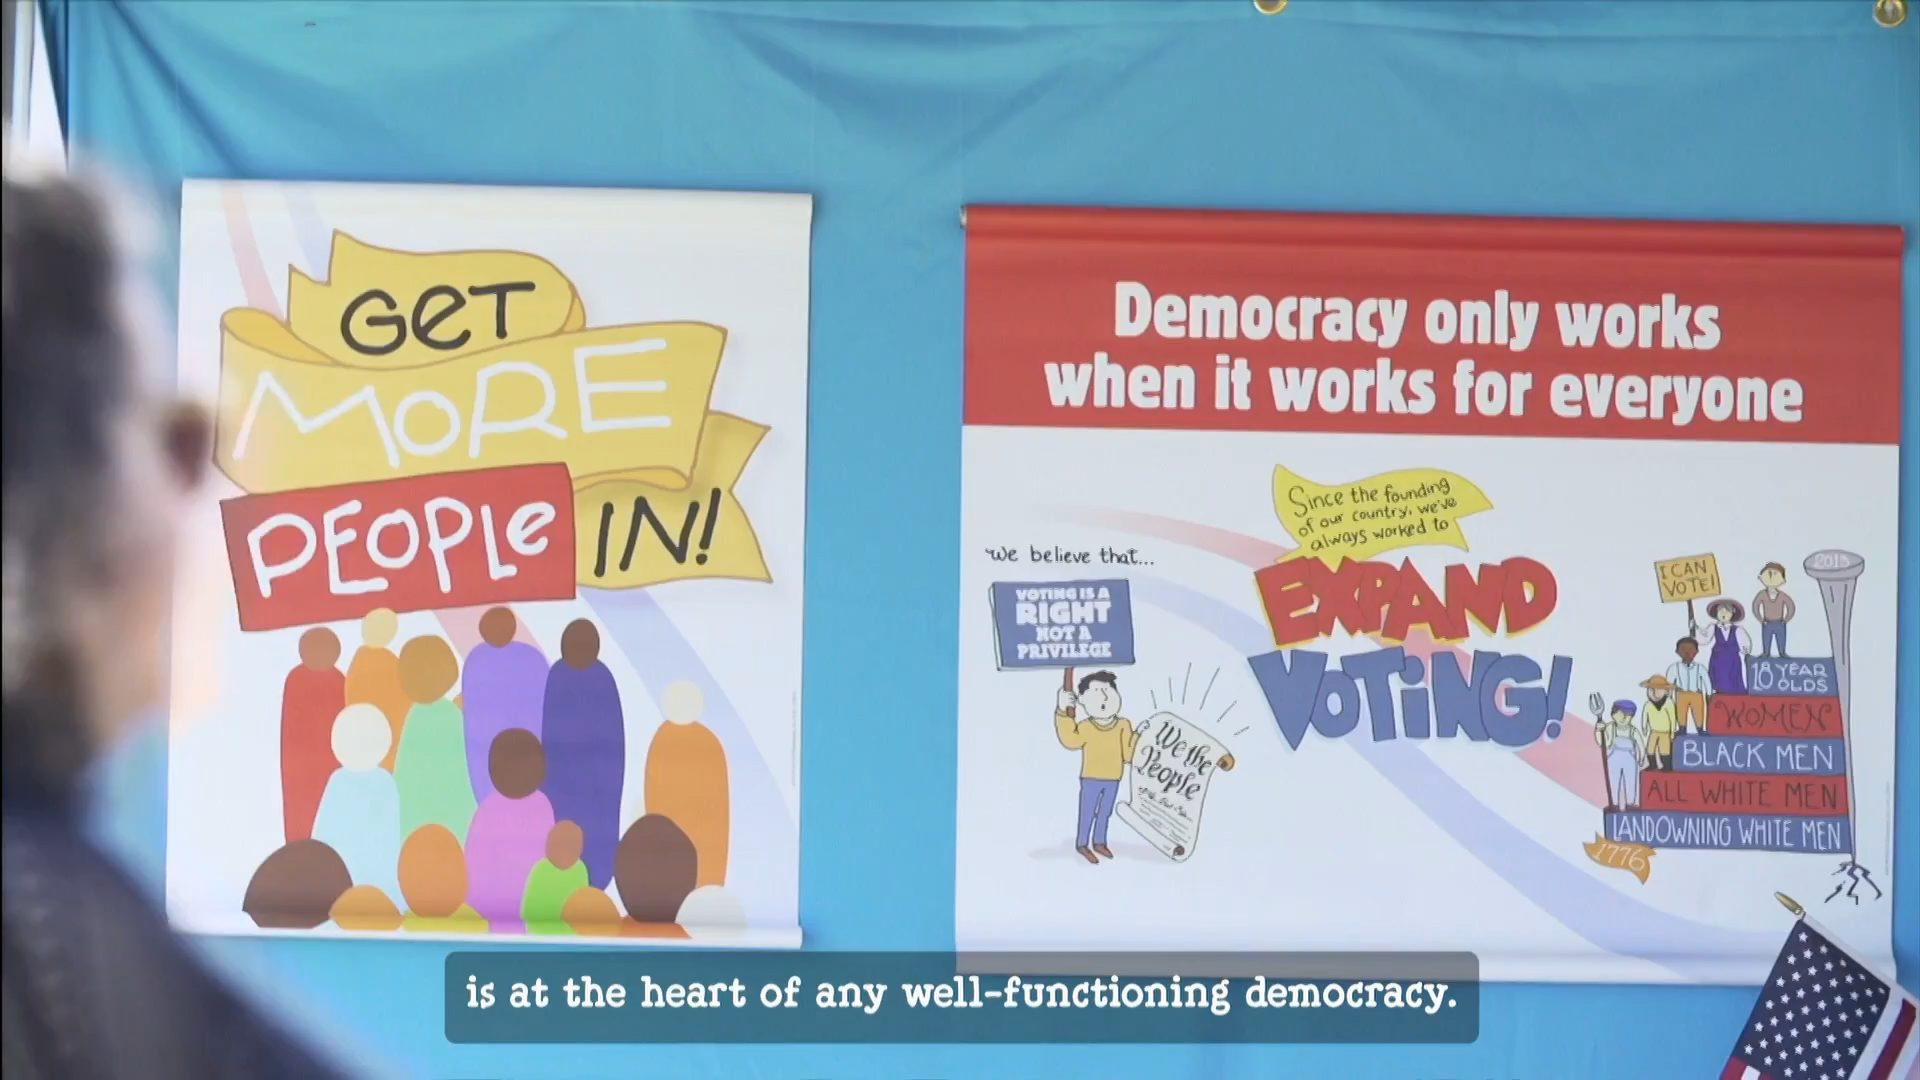 GET
MORE
PEOPLE
IN!
Democracy only works
when it works for everyone
Since the founding
of our country, we've
always worked to
EXPAND
VOTING!
We believe that...
VOTING IS A
RIGHT
NOT A
PRIVILEGE
We the
People
I CAN
VOTE!
2015
18 YEAR
OLDS
WOMEN
BLACK MEN
ALL WHITE MEN
LANDOWNING WHITE MEN
1776
is at the heart of any well-functioning democracy.